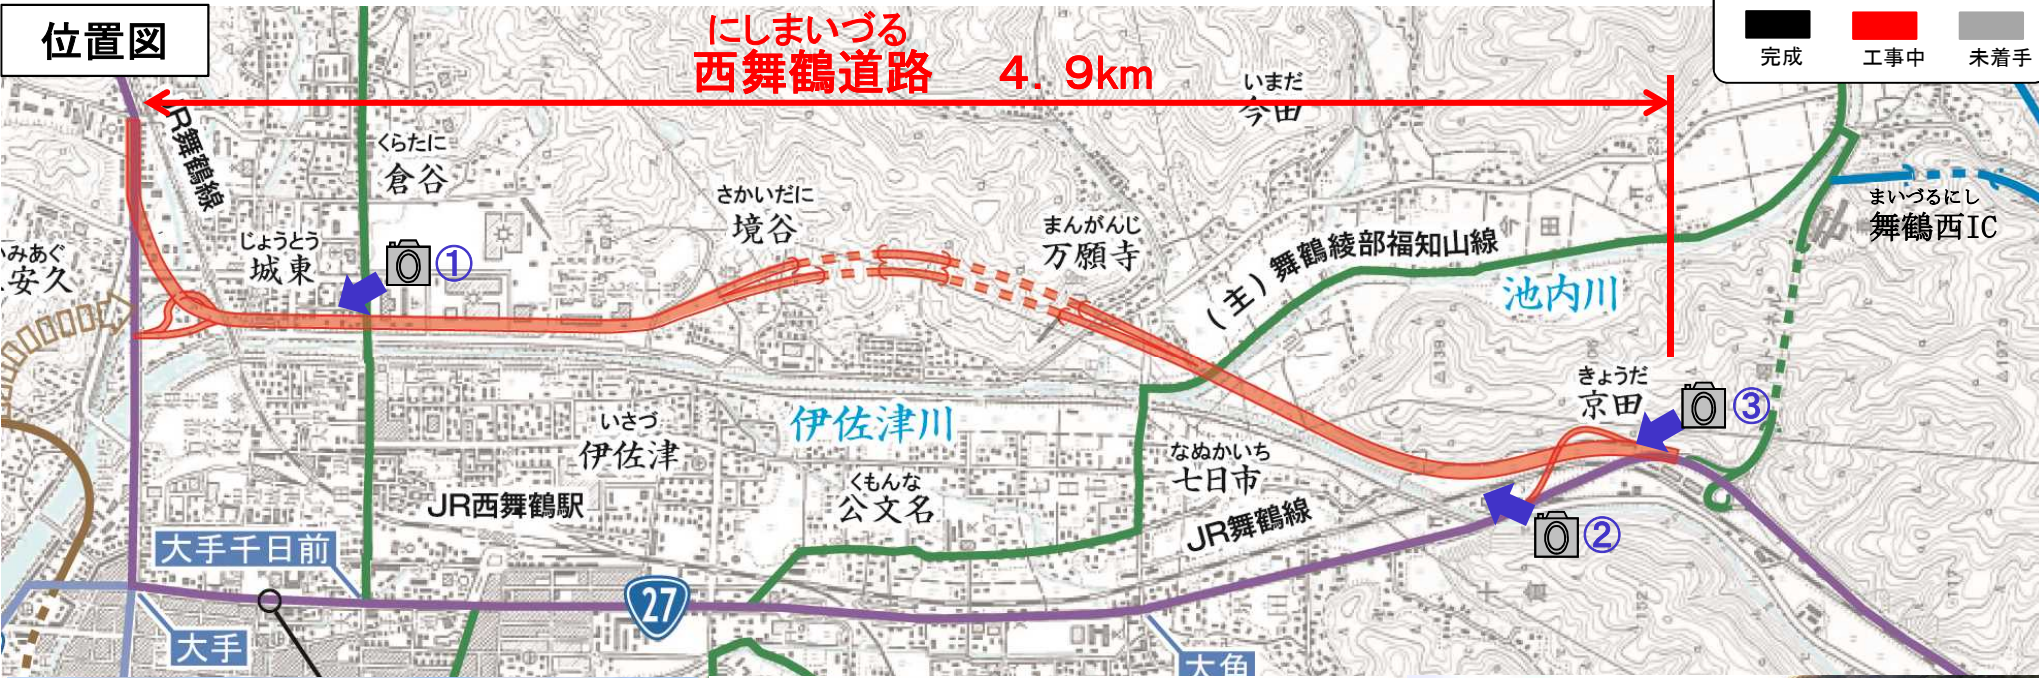 位置図
にしまいづる
西舞鶴道路 4.9km
完成
工事中
未着手
いまだ
今田
JR舞鶴線
くらたに
倉谷
さかいだに
境谷
まんがんじ
万願寺
(主)舞鶴綾部福知山線
まいづるにし
舞鶴西IC
じょうとう
城東
①
みあぐ
安久
池内川
きょうだ
京田
③
いさづ
伊佐津
伊佐津川
なぬかいち
七日市
くもんな
公文名
JR西舞鶴駅
JR舞鶴線
②
大手千日前
27
大手
大角